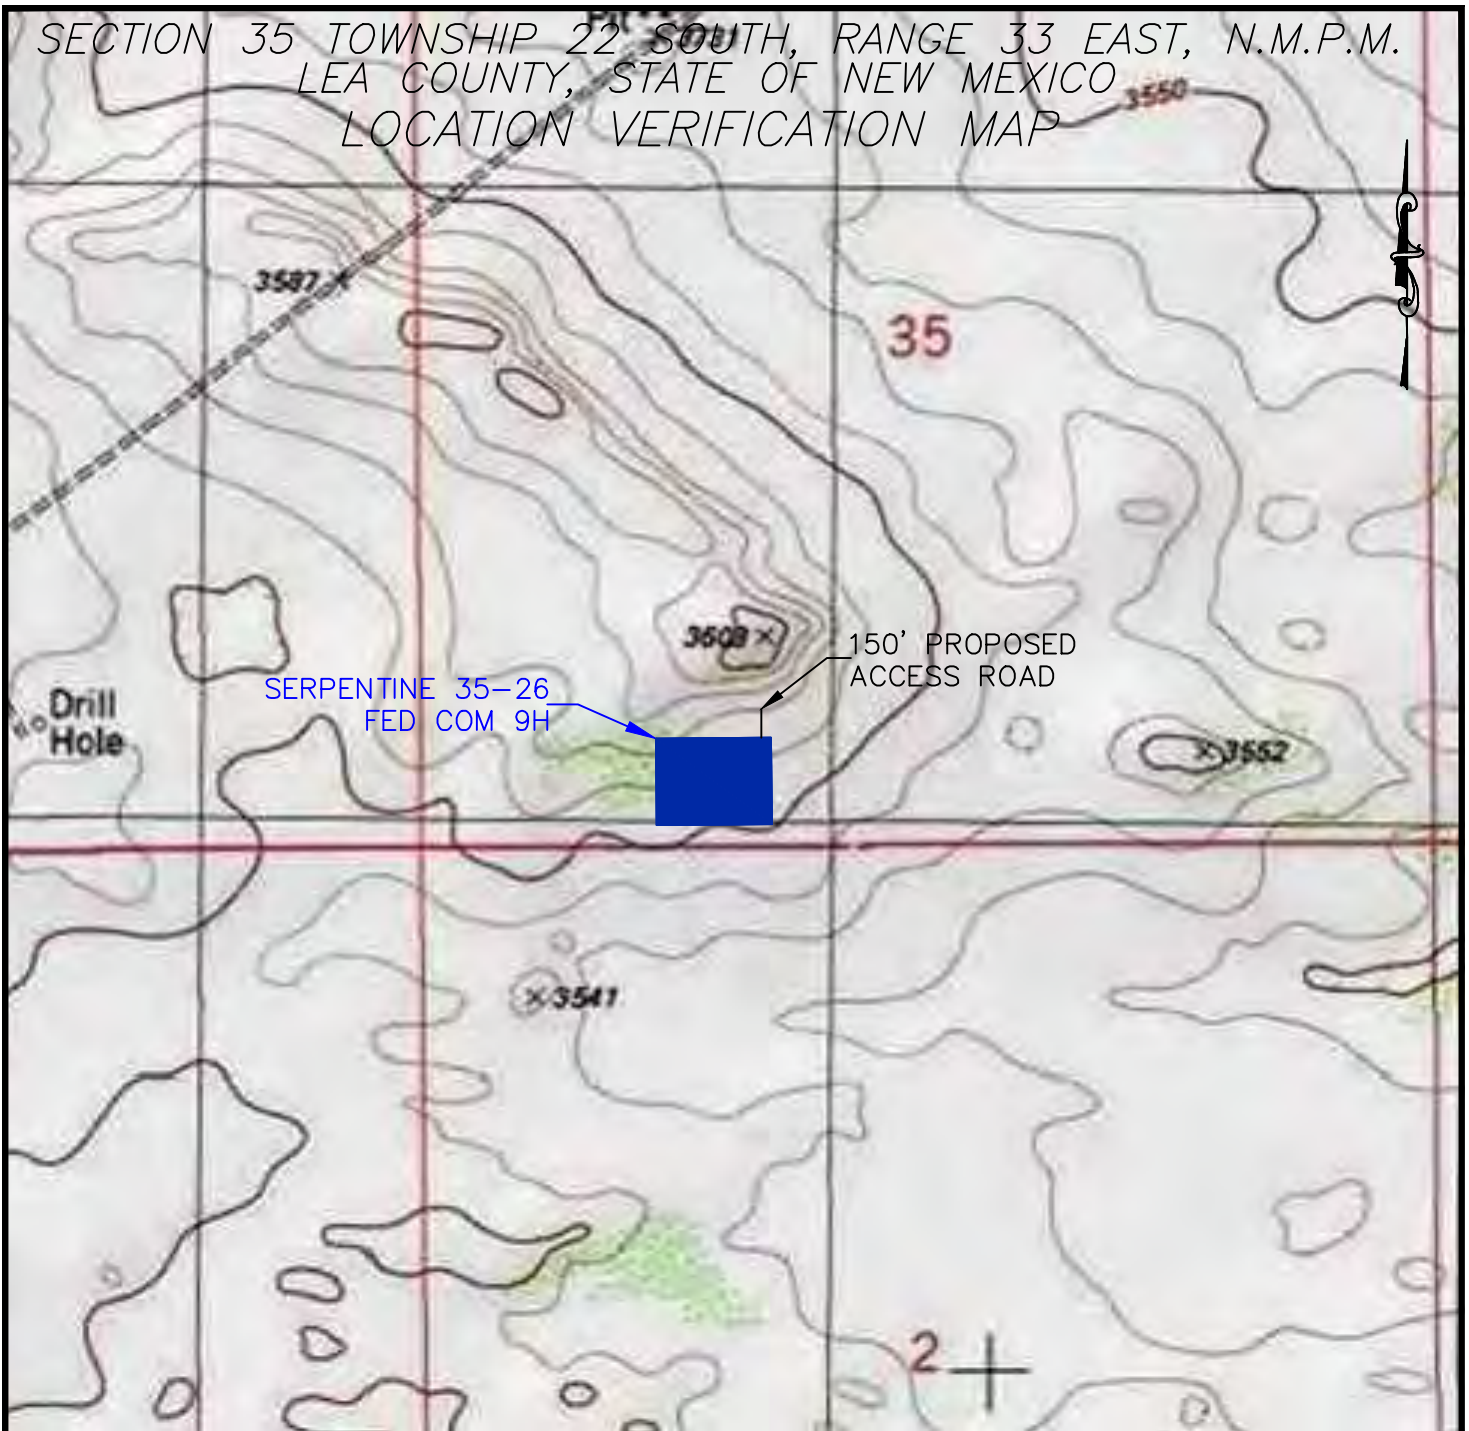 SECTION 35 TOWNSHIP 22 SOUTH, RANGE 33 EAST, N.M.P.M.
LEA COUNTY, STATE OF NEW MEXICO
LOCATION VERIFICATION MAP
3550
3587
35
3603
150' PROPOSED
ACCESS ROAD
SERPENTINE 35-26
FED COM 9H
Drill
Hole
3552
3541
2